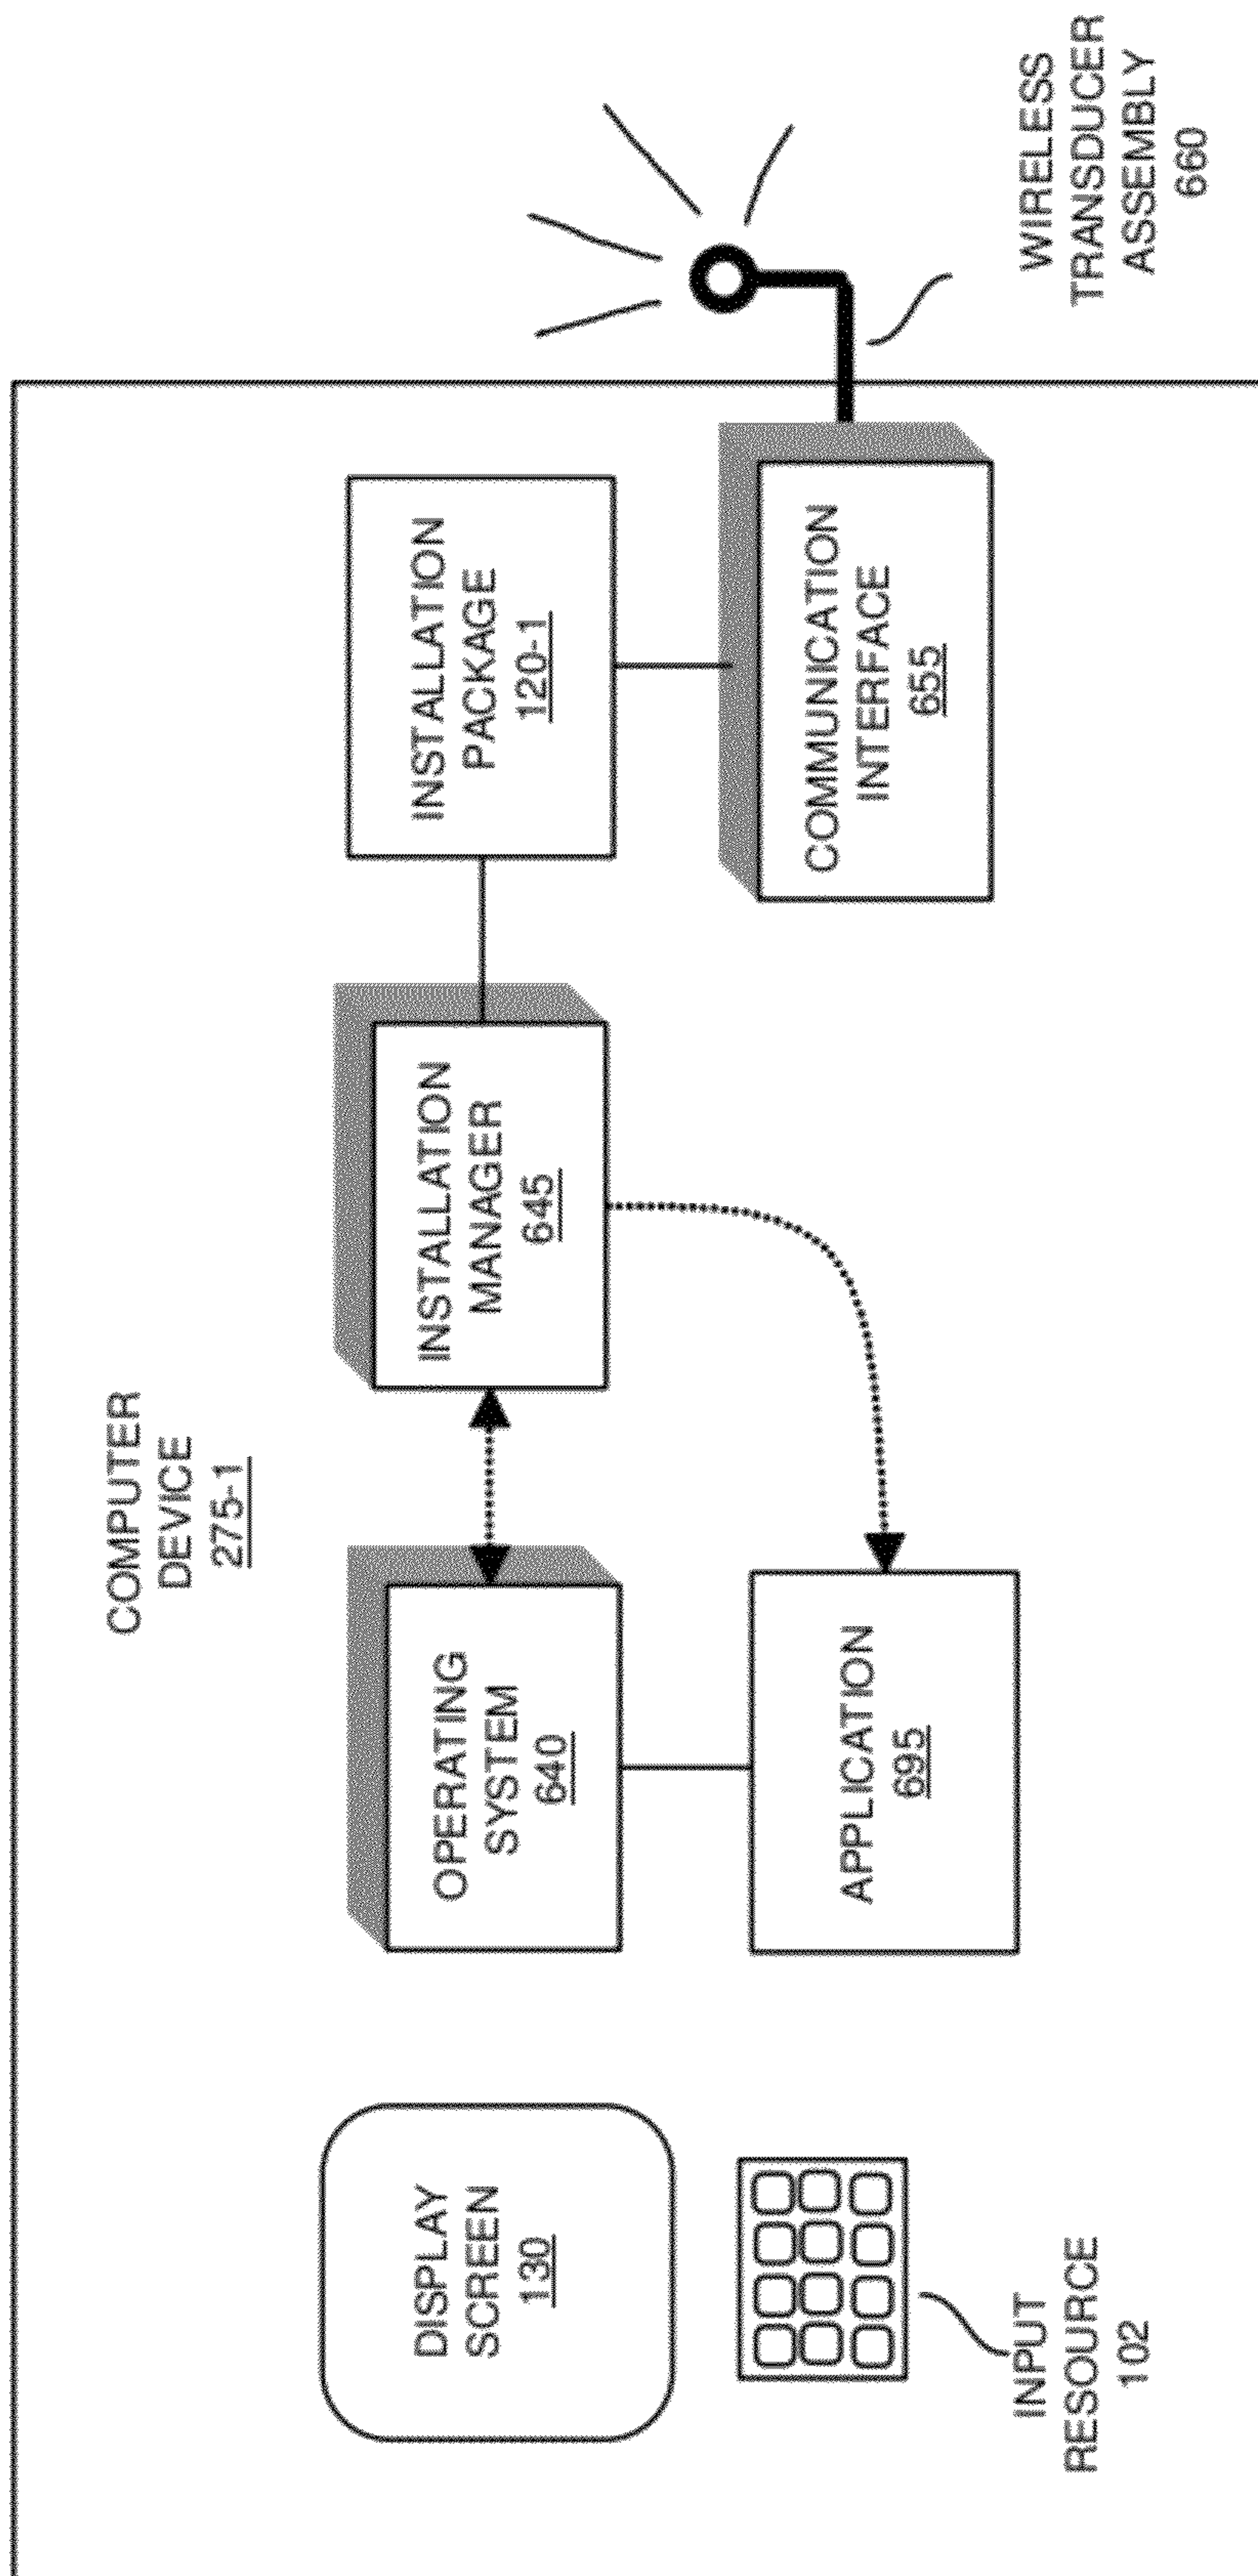 COMPUTER
DEVICE
275-1
DISPLAY
SCREEN
130
OPERATING
SYSTEM
640
INSTALLATION
MANAGER
645
INSTALLATION
PACKAGE
120-1
INPUT
RESOURCE
102
APPLICATION
695
COMMUNICATION
INTERFACE
655
WIRELESS
TRANSDUCER
ASSEMBLY
660